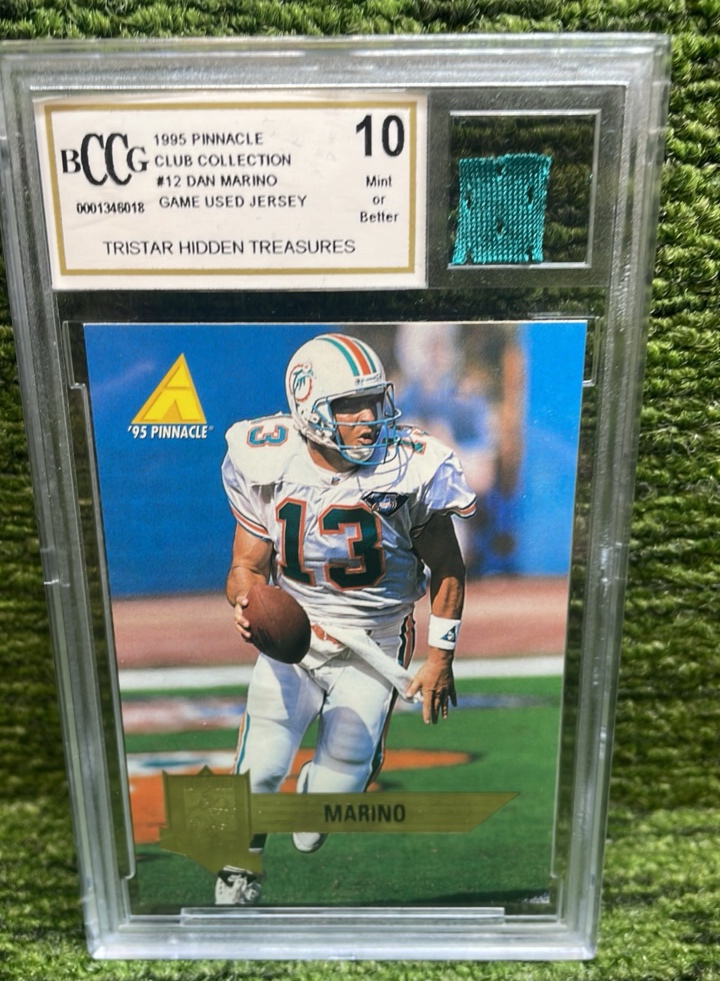 BCCG
1995 PINNACLE
CLUB COLLECTION
#12 DAN MARINO
GAME USED JERSEY
0001346018
10
Mint
or
Better
TRISTAR HIDDEN TREASURES
'95 PINNACLE
13
13
MARINO